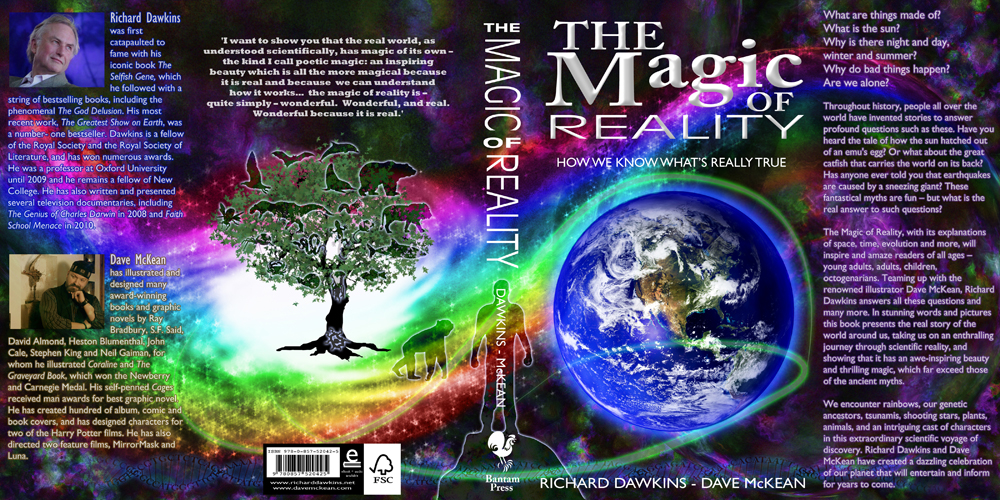 Richard Dawkins
was first
catapaulted to
fame with his
iconic book The
Selfish Gene, which
he followed with a
string of bestselling books, including the
phenomenal The God Delusion. His most
recent work, The Greatest Show on Earth, was
a number- one bestseller. Dawkins is a fellow
of the Royal Society and the Royal Society of
Literature, and has won numerous awards.
He was a professor at Oxford University
until 2009 and he remains a fellow of New
College. He has also written and presented
several television documentaries, including
The Genius of Charles Darwin in 2008 and Faith
School Menace in 2010.
Dave McKean
has illustrated and
designed many
award-winning
books and graphic
novels by Ray
Bradbury, S.F. Said,
David Almond, Heston Blumenthal, John
Cale, Stephen King and Neil Gaiman, for
whom he illustrated Coraline and The
Graveyard Book, which won the Newberry
and Carnegie Medal. His self-penned Cages
received man awards for best graphic novel.
He has created hundred of album, comic and
book covers, and has designed characters for
two of the Harry Potter films. He has also
directed two feature films, MirrorMask and
Luna.
'I want to show you that the real world, as
understood scientifically, has magic of its own –
the kind I call poetic magic: an inspiring
beauty which is all the more magical because
it is real and because we can understand
how it works... the magic of reality is –
quite simply – wonderful. Wonderful, and real.
Wonderful because it is real.'
ISBN 978-0-857-52042-5
9 780857 520425
e
FSC
www.richarddawkins.net
www.davemckean.com
THE MAGIC OF REALITY
DAWKINS - McKEAN
Bantam
Press
THE
Magic
OF
REALITY
HOW WE KNOW WHAT'S REALLY TRUE
RICHARD DAWKINS - DAVE McKEAN
What are things made of?
What is the sun?
Why is there night and day,
winter and summer?
Why do bad things happen?
Are we alone?
Throughout history, people all over the
world have invented stories to answer
profound questions such as these. Have you
heard the tale of how the sun hatched out
of an emu's egg? Or what about the great
catfish that carries the world on its back?
Has anyone ever told you that earthquakes
are caused by a sneezing giant? These
fantastical myths are fun – but what is the
real answer to such questions?
The Magic of Reality, with its explanations
of space, time, evolution and more, will
inspire and amaze readers of all ages –
young adults, adults, children,
octogenarians. Teaming up with the
renowned illustrator Dave McKean, Richard
Dawkins answers all these questions and
many more. In stunning words and pictures
this book presents the real story of the
world around us, taking us on an enthralling
journey through scientific reality, and
showing that it has an awe-inspiring beauty
and thrilling magic, which far exceed those
of the ancient myths.
We encounter rainbows, our genetic
ancestors, tsunamis, shooting stars, plants,
animals, and an intriguing cast of characters
in this extraordinary scientific voyage of
discovery. Richard Dawkins and Dave
McKean have created a dazzling celebration
of our planet that will entertain and inform
for years to come.